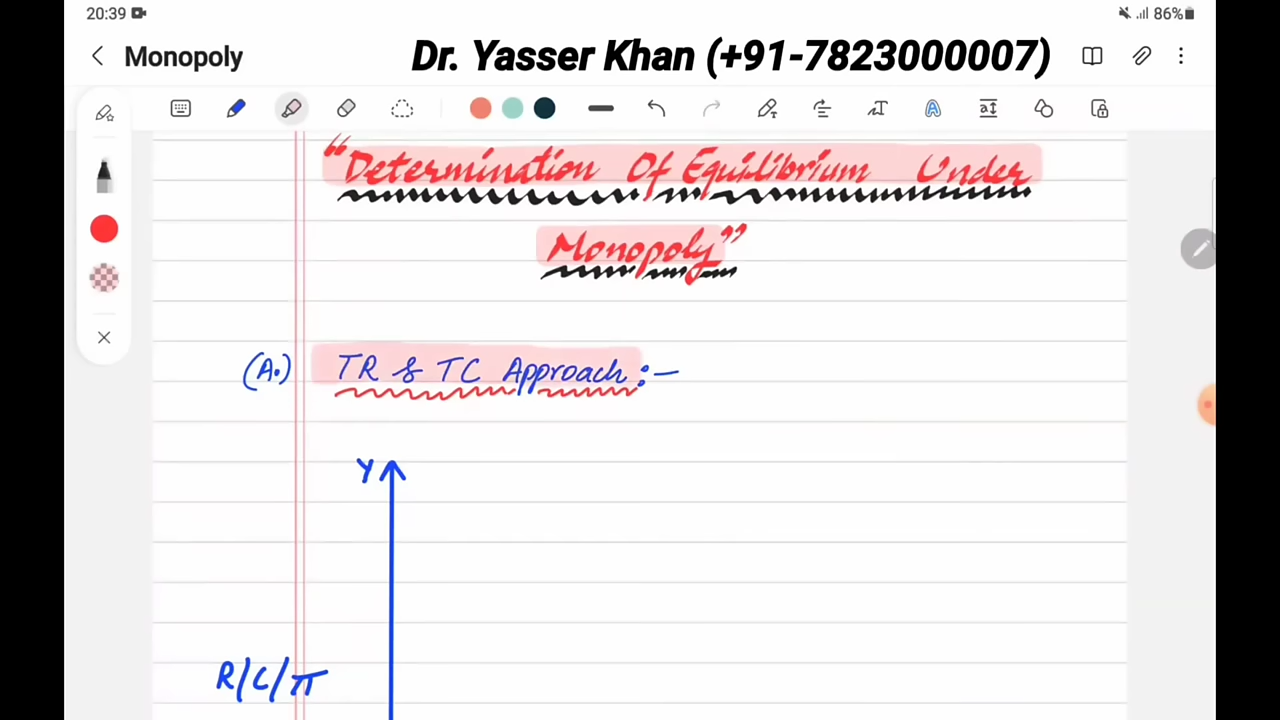 20:39
86%
Monopoly
Dr. Yasser Khan (+91-7823000007)
"Determination Of Equilibrium Under
Monopoly"
(A.) TR & TC Approach :-
Y
R/C/π